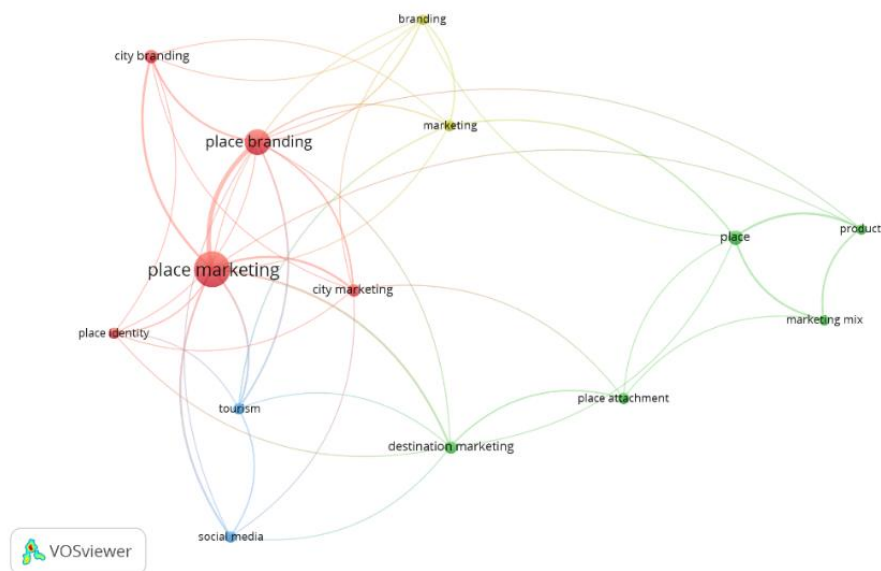 branding
city branding
marketing
place branding
product
place
place marketing
city marketing
marketing mix
place identity
place attachment
tourism
destination marketing
social media
VOSviewer